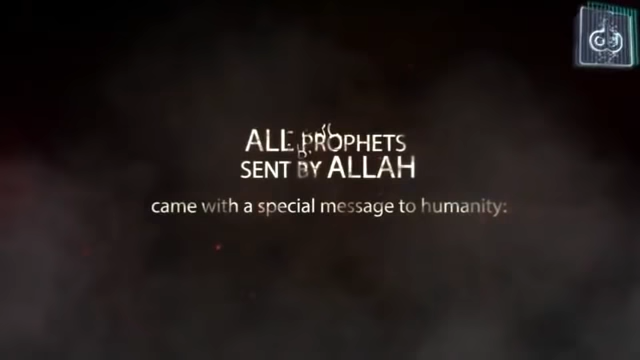 ALL PROPHETS
SENT BY ALLAH
came with a special message to humanity: